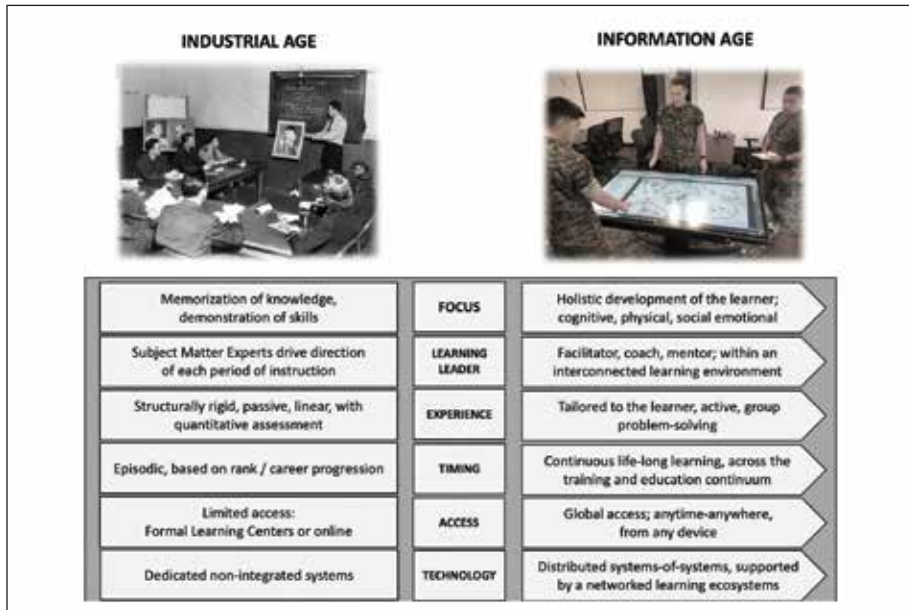 INDUSTRIAL AGE
INFORMATION AGE
Memorization of knowledge,
demonstration of skills
FOCUS
Holistic development of the learner;
cognitive, physical, social emotional
Subject Matter Experts drive direction
of each period of instruction
LEARNING
LEADER
Facilitator, coach, mentor; within an
interconnected learning environment
Structurally rigid, passive, linear, with
quantitative assessment
EXPERIENCE
Tailored to the learner, active, group
problem-solving
Episodic, based on rank / career progression
TIMING
Continuous life-long learning, across the
training and education continuum
Limited access:
Formal Learning Centers or online
ACCESS
Global access; anytime-anywhere,
from any device
Dedicated non-integrated systems
TECHNOLOGY
Distributed systems-of-systems, supported
by a networked learning ecosystems